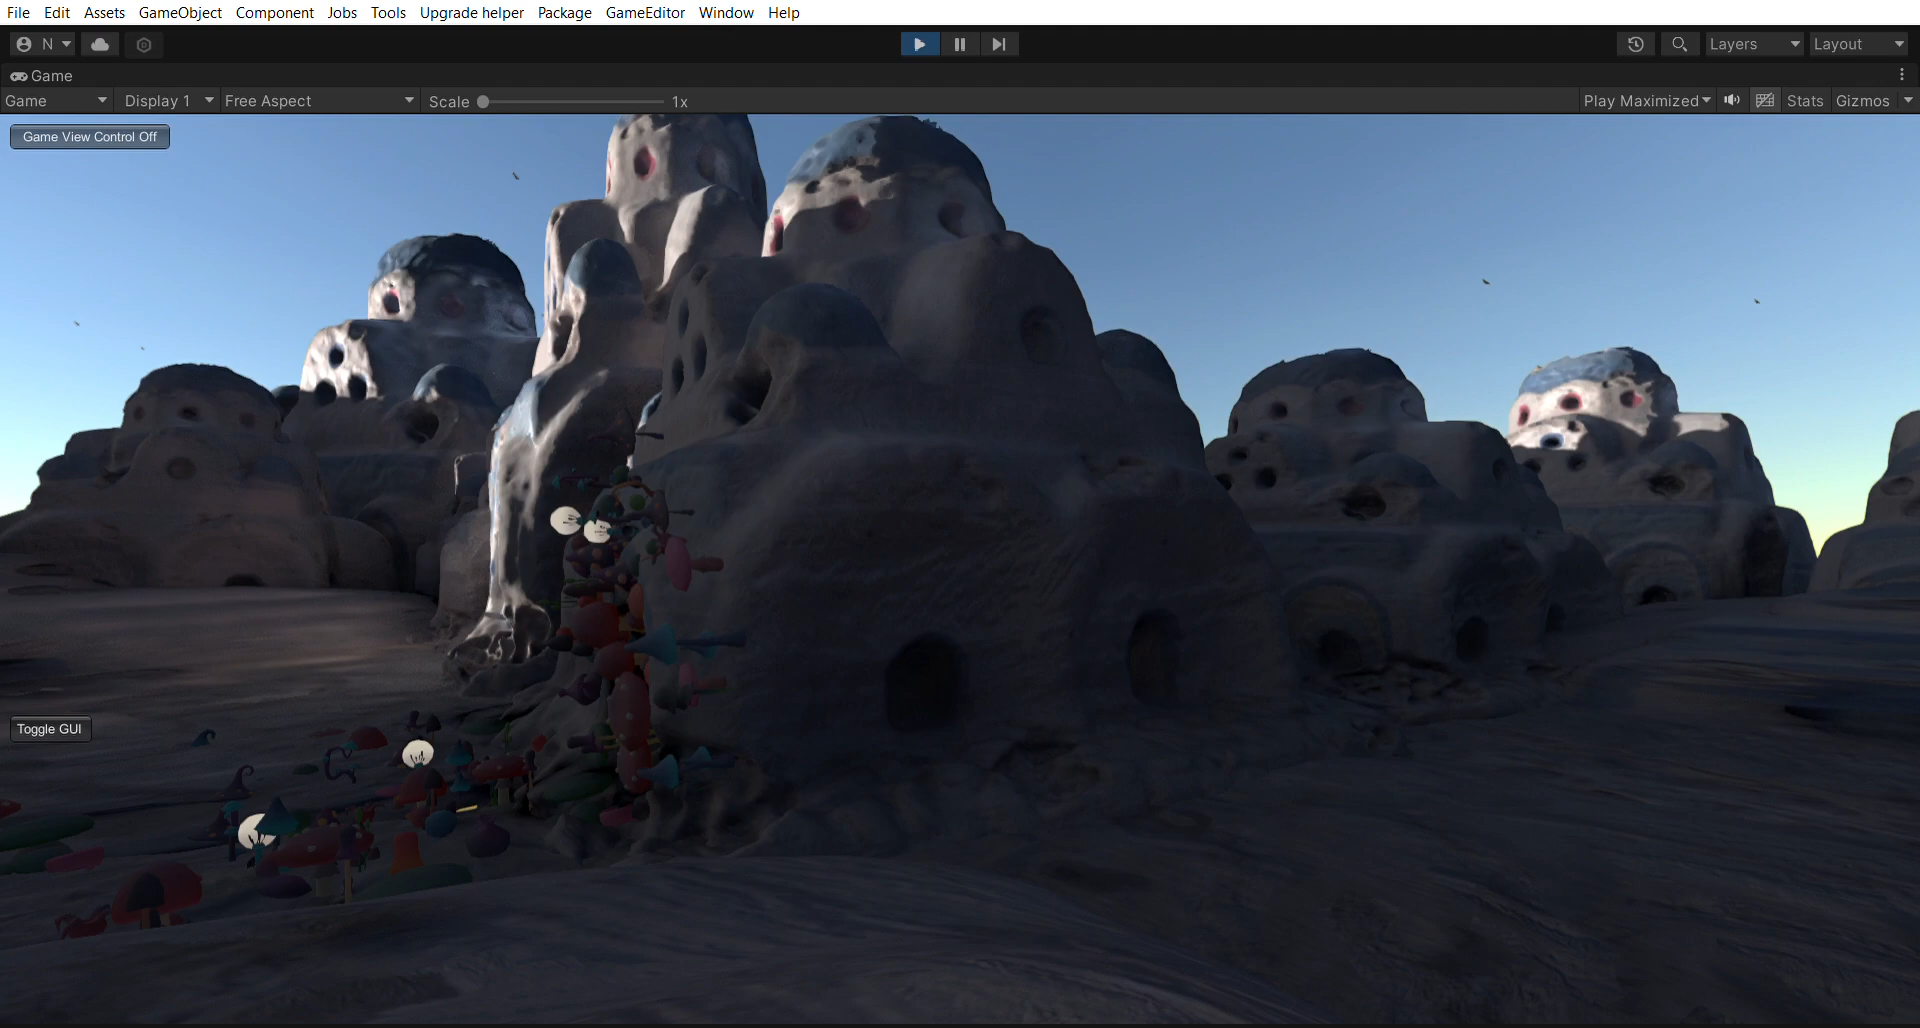 File Edit Assets GameObject Component Jobs Tools Upgrade helper Package GameEditor Window Help
N Layers Layout
Game
Game Display 1 Free Aspect Scale 1x Play Maximized Stats Gizmos
Game View Control Off
Toggle GUI